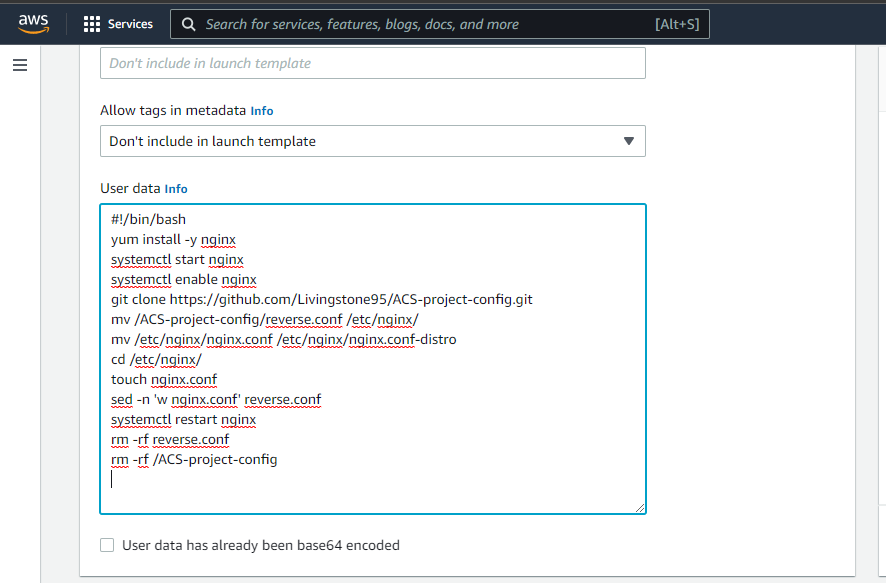 aws
Services
Search for services, features, blogs, docs, and more
[Alt+S]
Don't include in launch template
Allow tags in metadata Info
Don't include in launch template
User data Info
#!/bin/bash
yum install -y nginx
systemctl start nginx
systemctl enable nginx
git clone https://github.com/Livingstone95/ACS-project-config.git
mv /ACS-project-config/reverse.conf /etc/nginx/
mv /etc/nginx/nginx.conf /etc/nginx/nginx.conf-distro
cd /etc/nginx/
touch nginx.conf
sed -n 'w nginx.conf' reverse.conf
systemctl restart nginx
rm -rf reverse.conf
rm -rf /ACS-project-config
User data has already been base64 encoded